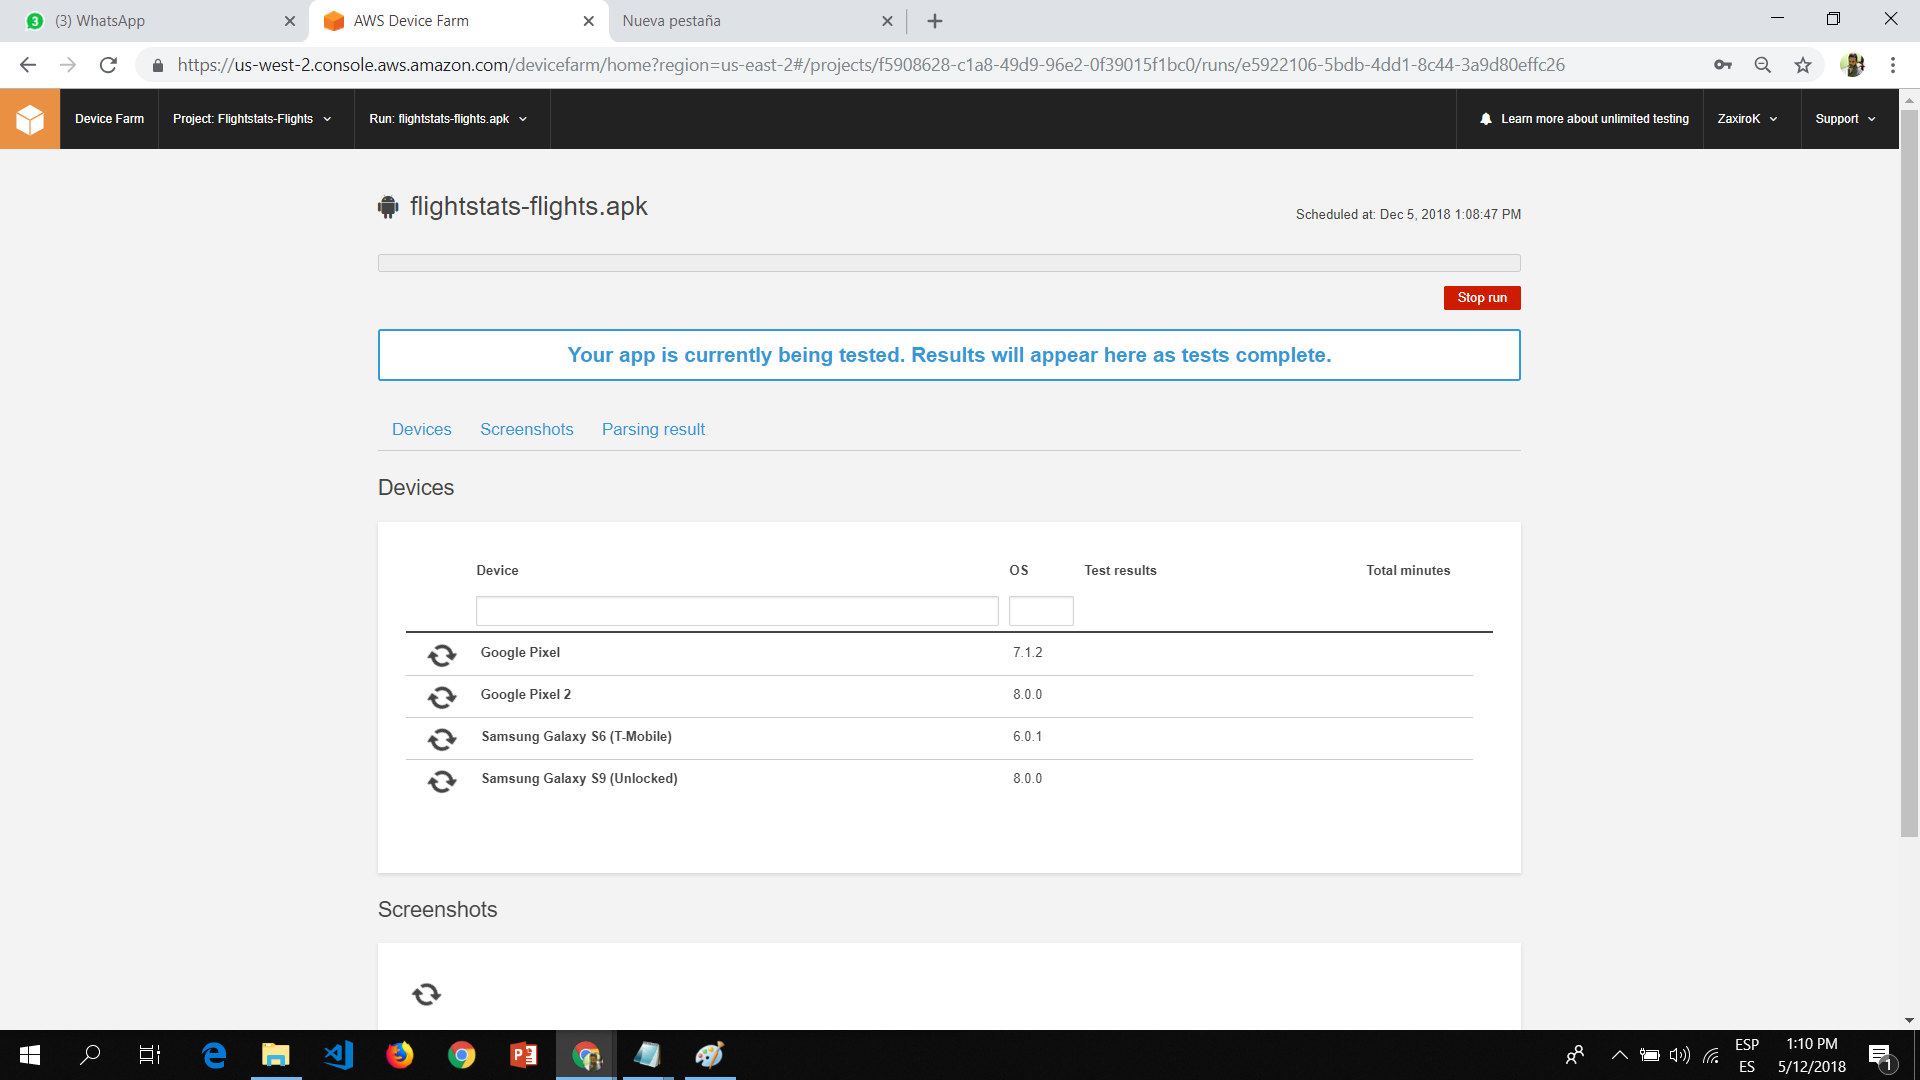 3 (3) WhatsApp
AWS Device Farm
Nueva pestaña
https://us-west-2.console.aws.amazon.com/devicefarm/home?region=us-east-2#/projects/f5908628-c1a8-49d9-96e2-0f39015f1bc0/runs/e5922106-5bdb-4dd1-8c44-3a9d80effc26
Device Farm
Project: Flightstats-Flights
Run: flightstats-flights.apk
Learn more about unlimited testing
ZaxiroK
Support
flightstats-flights.apk
Scheduled at: Dec 5, 2018 1:08:47 PM
Stop run
Your app is currently being tested. Results will appear here as tests complete.
Devices Screenshots Parsing result
Devices
Device OS Test results Total minutes
Google Pixel 7.1.2
Google Pixel 2 8.0.0
Samsung Galaxy S6 (T-Mobile) 6.0.1
Samsung Galaxy S9 (Unlocked) 8.0.0
Screenshots
ESP
ES
1:10 PM
5/12/2018
1